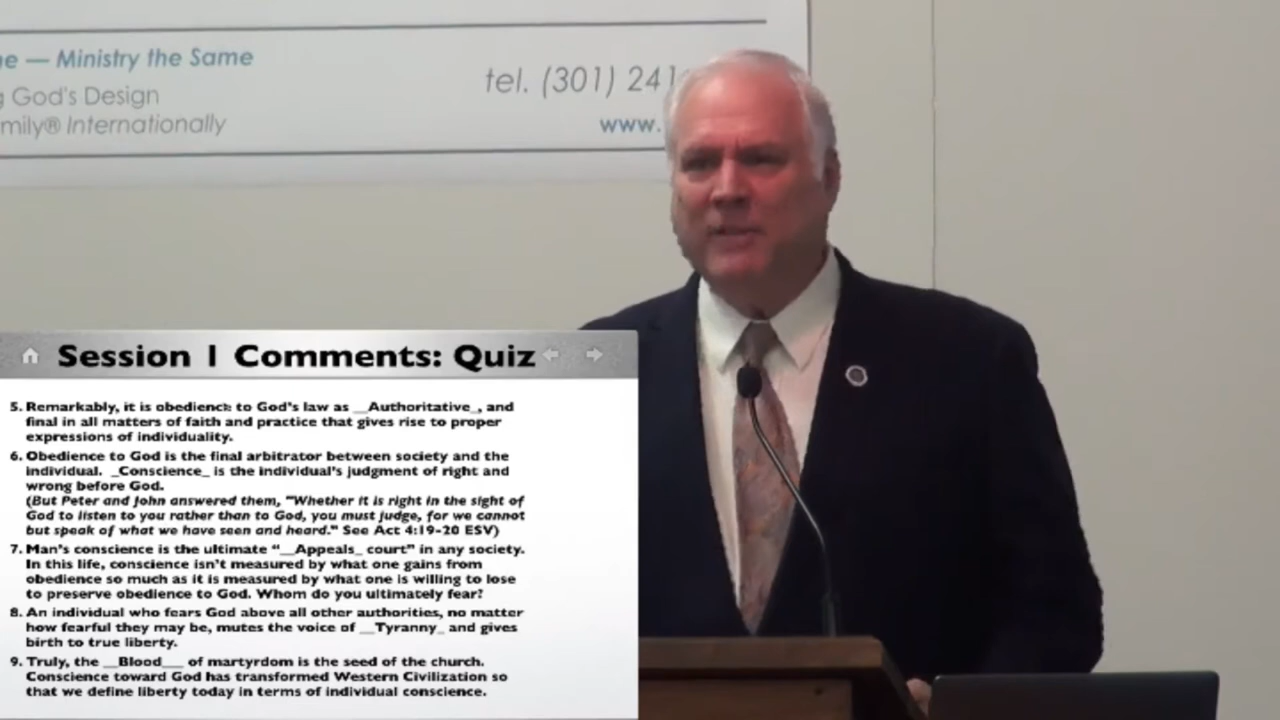 e — Ministry the Same
God's Design
mily® Internationally
tel. (301) 241
www.
Session 1 Comments: Quiz
5. Remarkably, it is obedience to God's law as __Authoritative_, and
final in all matters of faith and practice that gives rise to proper
expressions of individuality.
6. Obedience to God is the final arbitrator between society and the
individual. _Conscience_ is the individual's judgment of right and
wrong before God.
(But Peter and John answered them, "Whether it is right in the sight of
God to listen to you rather than to God, you must judge, for we cannot
but speak of what we have seen and heard." See Act 4:19-20 ESV)
7. Man's conscience is the ultimate "__Appeals_ court" in any society.
In this life, conscience isn't measured by what one gains from
obedience so much as it is measured by what one is willing to lose
to preserve obedience to God. Whom do you ultimately fear?
8. An individual who fears God above all other authorities, no matter
how fearful they may be, mutes the voice of __Tyranny_ and gives
birth to true liberty.
9. Truly, the __Blood___ of martyrdom is the seed of the church.
Conscience toward God has transformed Western Civilization so
that we define liberty today in terms of individual conscience.